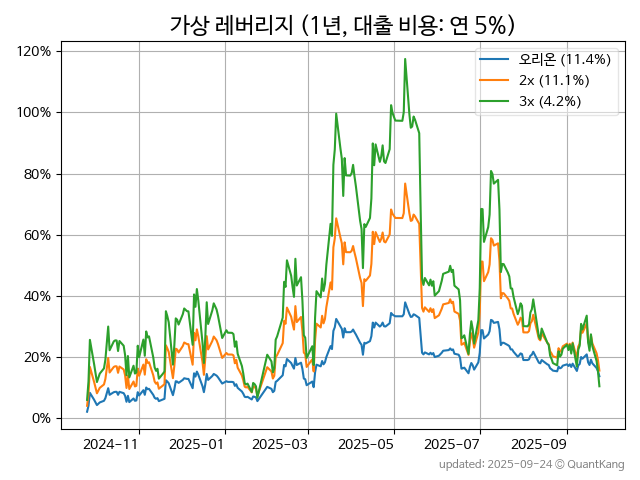 가상 레버리지 (1년, 대출 비용: 연 5%)
120%
100%
80%
60%
40%
20%
0%
오리온 (11.4%)
2x (11.1%)
3x (4.2%)
2024-11
2025-01
2025-03
2025-05
2025-07
2025-09
updated: 2025-09-24 © QuantKang